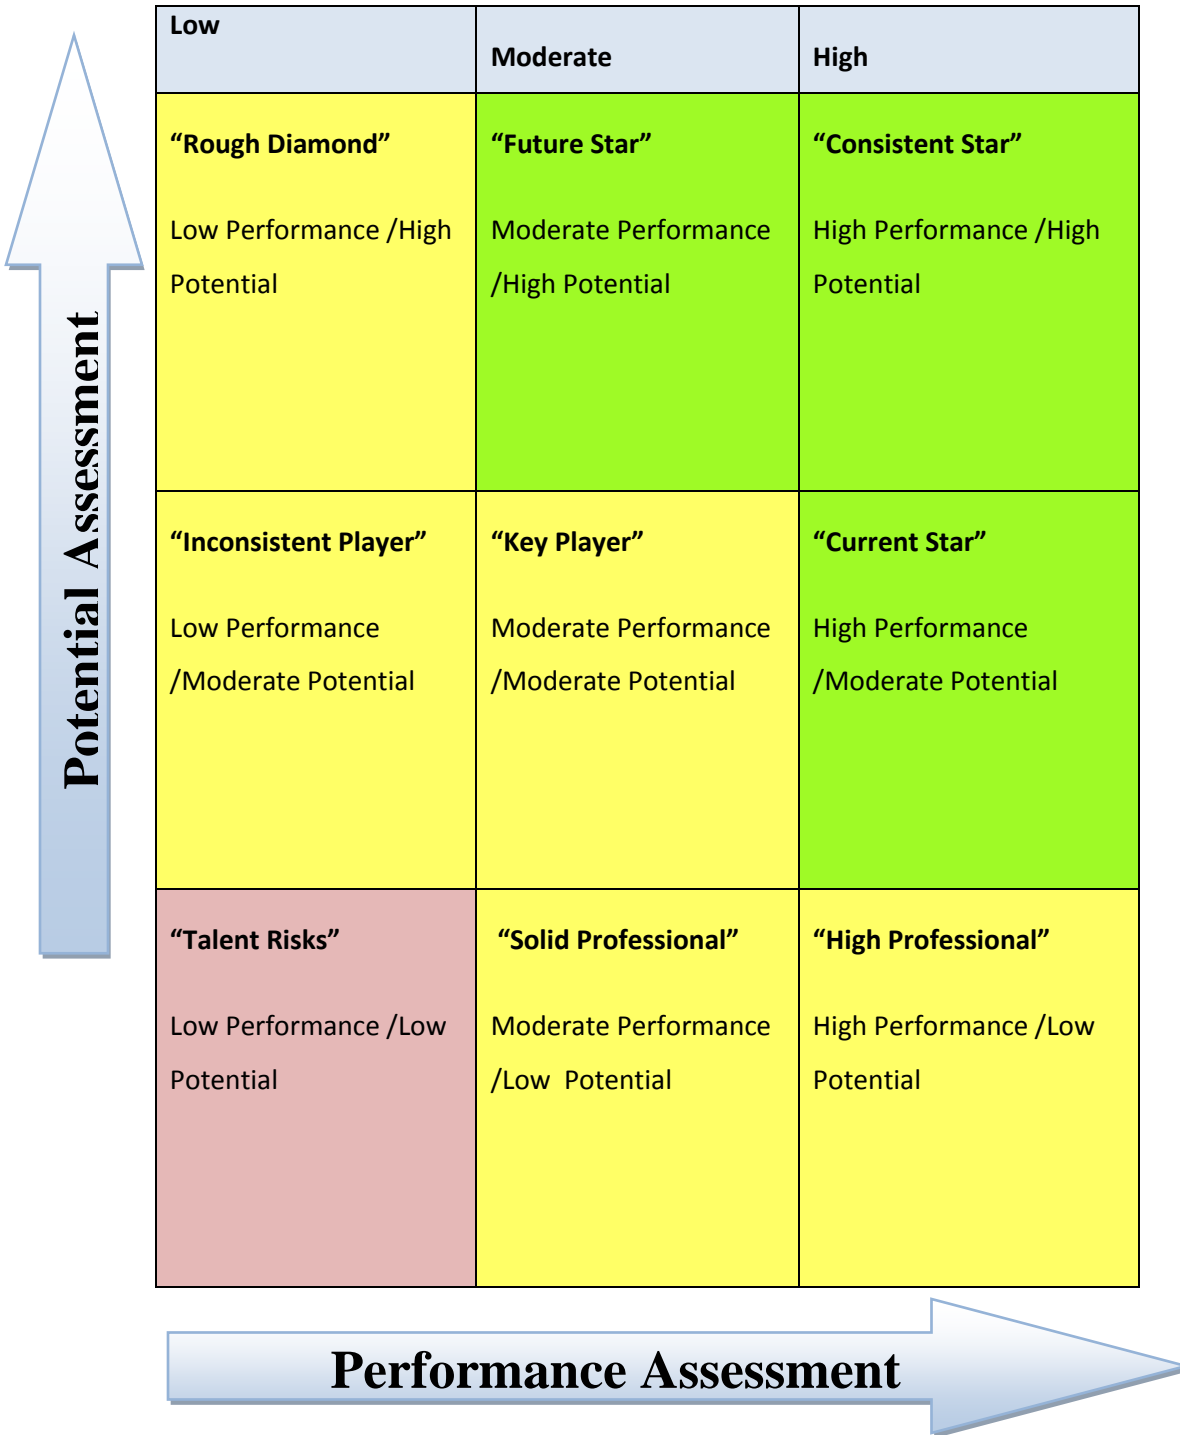 Low
Moderate
High
“Rough Diamond”
Low Performance /High
Potential
“Future Star”
Moderate Performance
/High Potential
“Consistent Star”
High Performance /High
Potential
“Inconsistent Player”
Low Performance
/Moderate Potential
“Key Player”
Moderate Performance
/Moderate Potential
“Current Star”
High Performance
/Moderate Potential
“Talent Risks”
Low Performance /Low
Potential
“Solid Professional”
Moderate Performance
/Low  Potential
“High Professional”
High Performance /Low
Potential
Potential Assessment
Performance Assessment